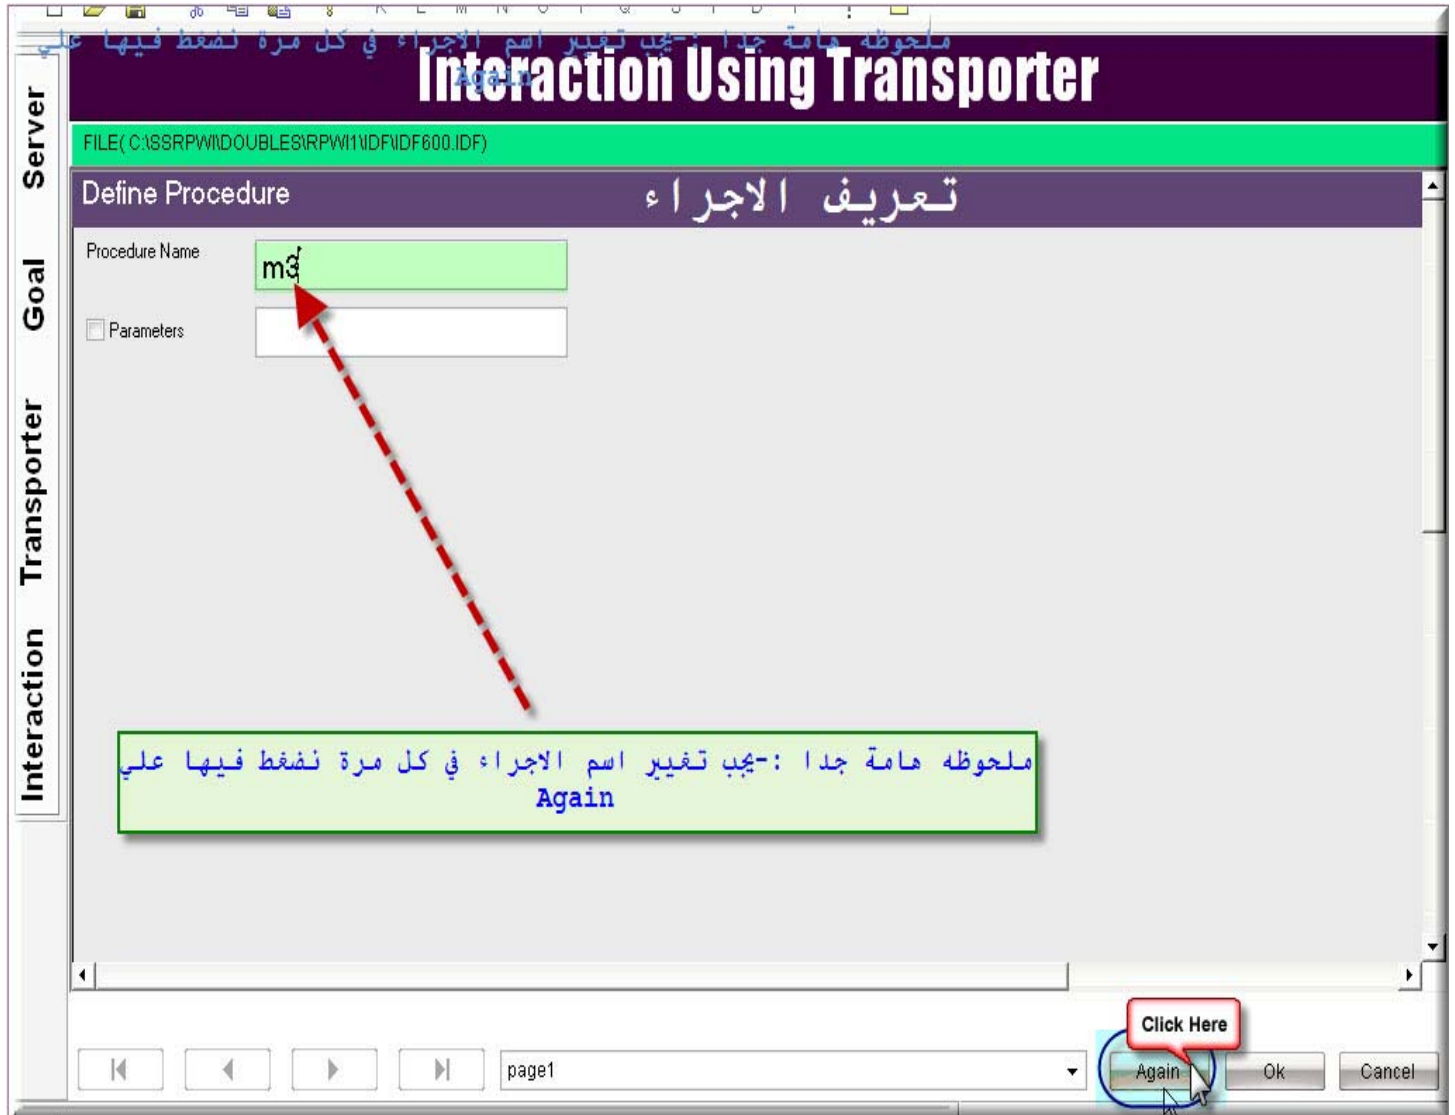 ملحوظه هامة جدا :-يجب تغيير اسم الاجراء في كل مرة نضغط فيها علي
Again
Interaction Using Transporter
FILE( C:\SSRPWI\DOUBLES\RPWI1\IDF\IDF600.IDF)
Server
Goal
Transporter
Interaction
Define Procedure
تعريف الاجراء
Procedure Name
m3
Parameters
ملحوظه هامة جدا :-يجب تغيير اسم الاجراء في كل مرة نضغط فيها علي
Again
Click Here
page1
Again
Ok
Cancel